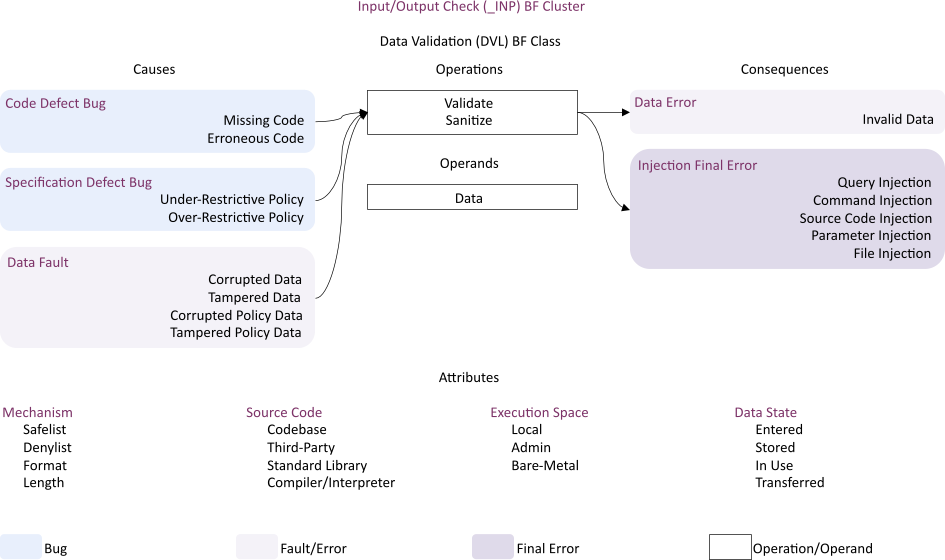 Input/Output Check (_INP) BF Cluster
Data Validation (DVL) BF Class
Causes
Operations
Consequences
Code Defect Bug
Missing Code
Erroneous Code
Specification Defect Bug
Under-Restrictive Policy
Over-Restrictive Policy
Data Fault
Corrupted Data
Tampered Data
Corrupted Policy Data
Tampered Policy Data
Validate
Sanitize
Operands
Data
Data Error
Invalid Data
Injection Final Error
Query Injection
Command Injection
Source Code Injection
Parameter Injection
File Injection
Attributes
Mechanism
Safelist
Denylist
Format
Length
Source Code
Codebase
Third-Party
Standard Library
Compiler/Interpreter
Execution Space
Local
Admin
Bare-Metal
Data State
Entered
Stored
In Use
Transferred
Bug
Fault/Error
Final Error
Operation/Operand